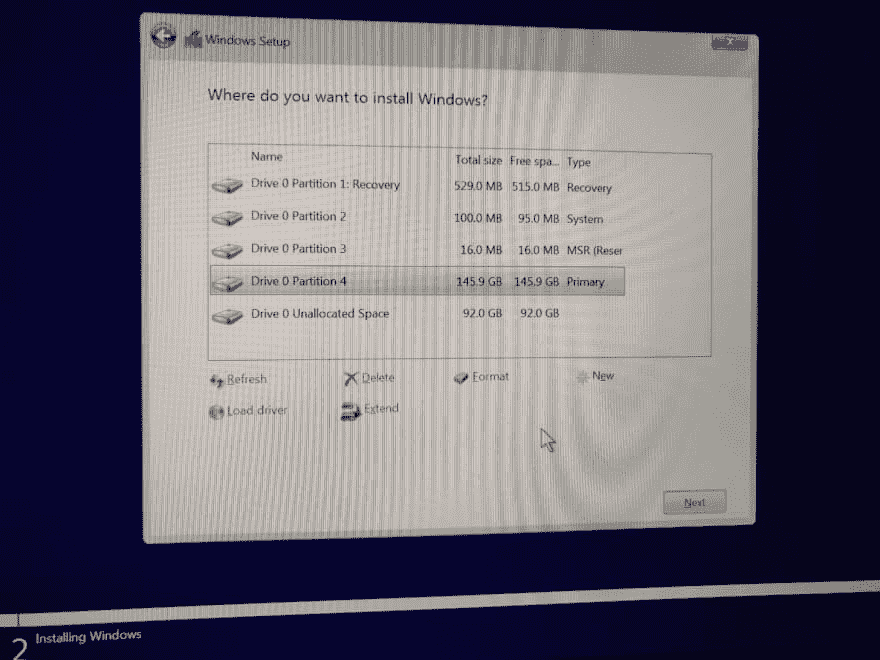 Windows Setup
x
Where do you want to install Windows?
Name Total size Free spa... Type
Drive 0 Partition 1: Recovery 529.0 MB 515.0 MB Recovery
Drive 0 Partition 2 100.0 MB 95.0 MB System
Drive 0 Partition 3 16.0 MB 16.0 MB MSR (Reser
Drive 0 Partition 4 145.9 GB 145.9 GB Primary
Drive 0 Unallocated Space 92.0 GB 92.0 GB
Refresh Delete Format New
Load driver Extend
Next
2 Installing Windows